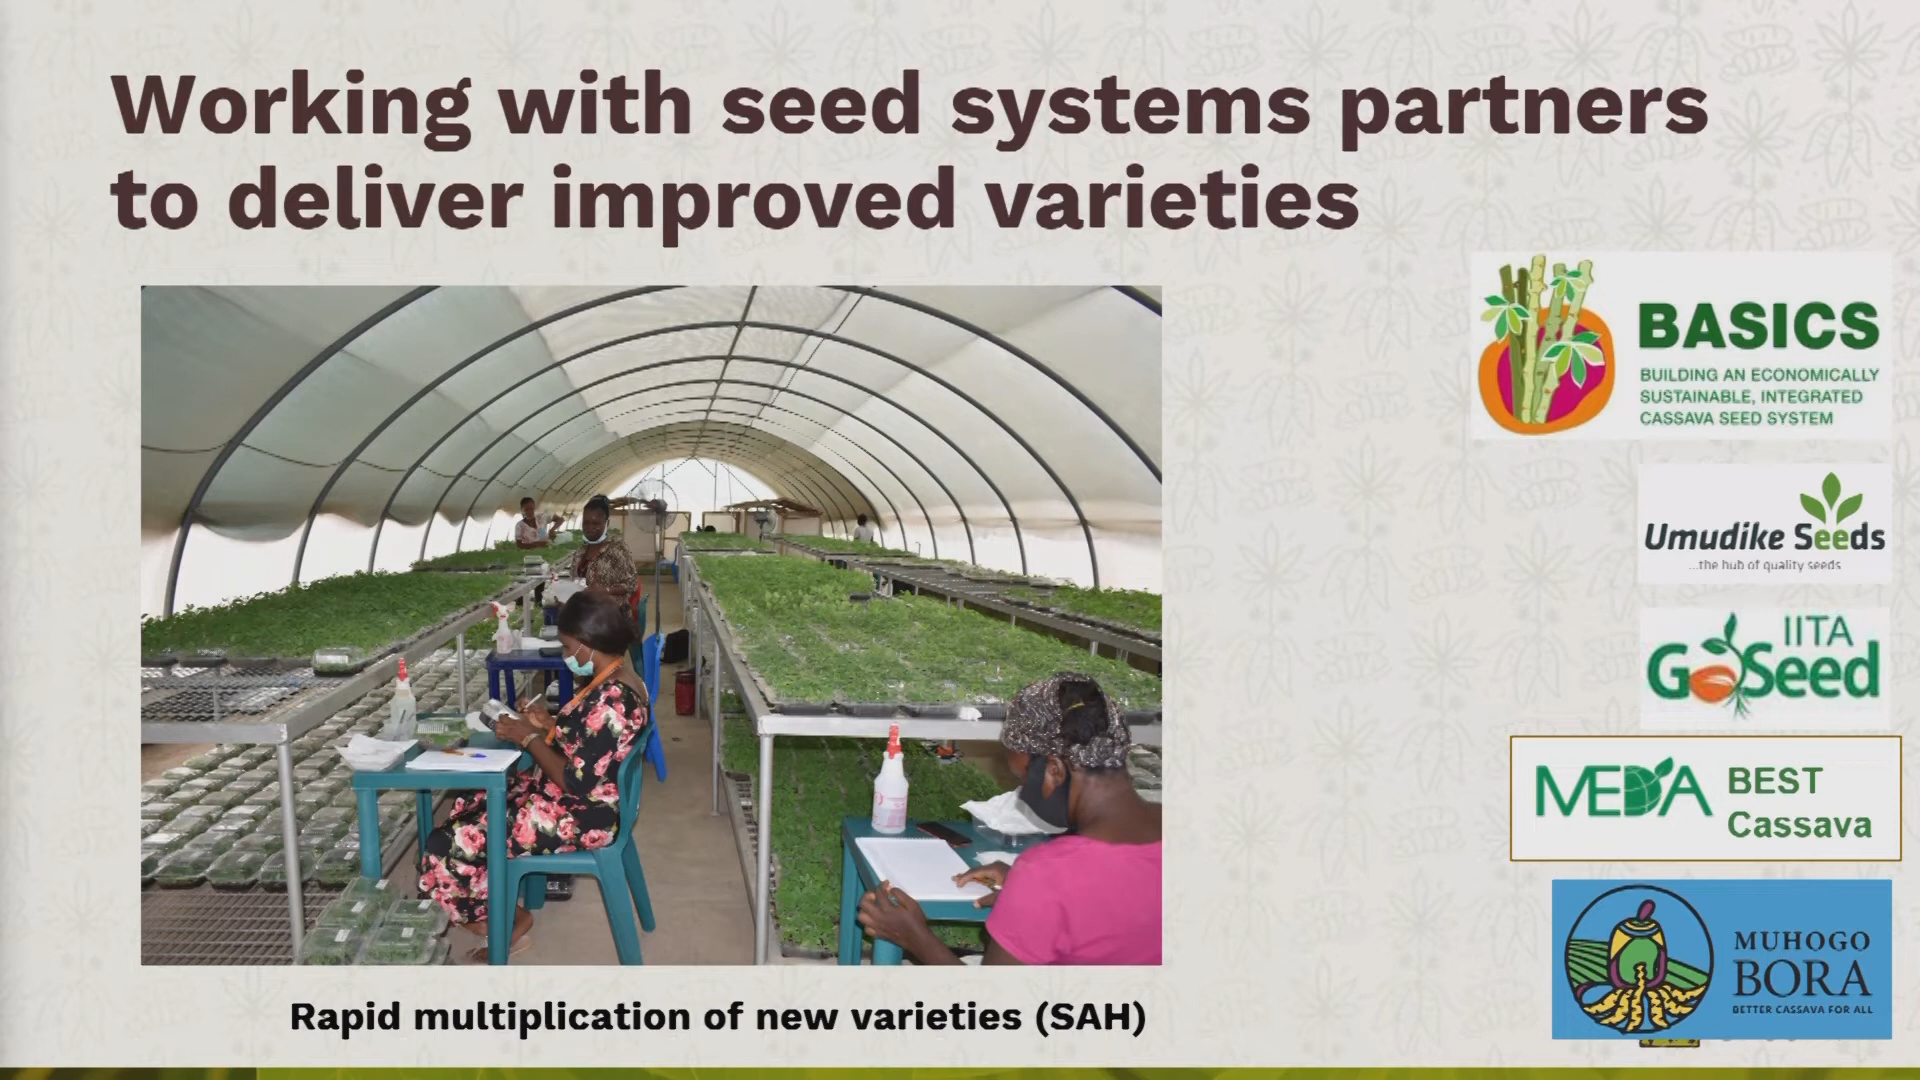 Working with seed systems partners
to deliver improved varieties
BASICS
BUILDING AN ECONOMICALLY
SUSTAINABLE, INTEGRATED
CASSAVA SEED SYSTEM
Umudike Seeds
...the hub of quality seeds
IITA
GoSeed
MEDA BEST
Cassava
MUHOGO
BORA
BETTER CASSAVA FOR ALL
Rapid multiplication of new varieties (SAH)